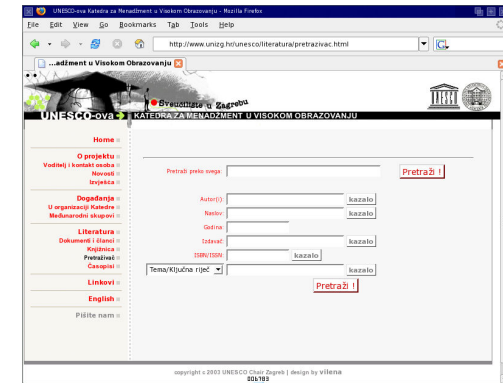 UNESCO-ova Katedra za Menadžment u Visokom Obrazovanju - Mozilla Firefox
File Edit View Go Bookmarks Tab Tools Help
http://www.unizg.hr/unesco/literatura/pretrazivac.html
G
...adžment u Visokom Obrazovanju
Sveučilište u Zagrebu
UNESCO-ova KATEDRA ZA MENADŽMENT U VISOKOM OBRAZOVANJU
Home
O projektu
Voditelj i kontakt osoba
Novosti
Izvješća
Događanja
U organizaciji Katedre
Međunarodni skupovi
Literatura
Dokumenti i članci
Knjižnica
Pretraživač
Časopisi
Linkovi
English
Pišite nam
Pretraži preko svega:
Pretraži !
Autor(i):
kazalo
Naslov:
kazalo
Godina:
Izdavač:
kazalo
ISBN/ISSN:
kazalo
Tema/Ključna riječ
kazalo
Pretraži !
copyright c 2003 UNESCO Chair Zagreb | design by vilena
006703